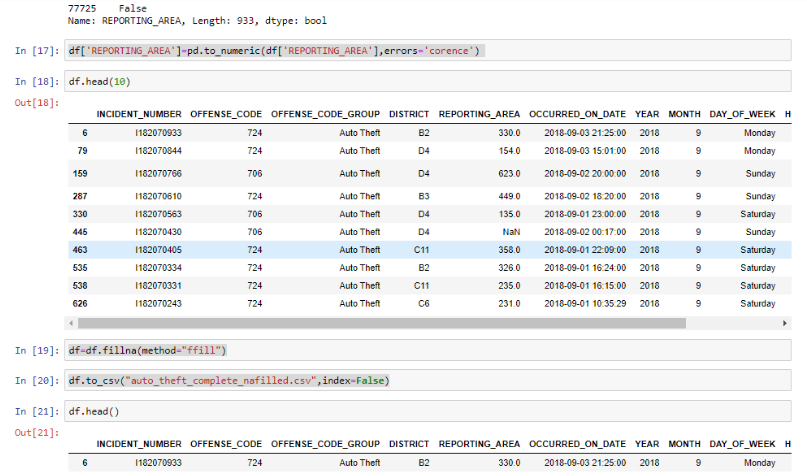 77725    False
Name: REPORTING_AREA, Length: 933, dtype: bool
In [17]: df['REPORTING_AREA']=pd.to_numeric(df['REPORTING_AREA'],errors='corence')
In [18]: df.head(10)
Out[18]:
INCIDENT_NUMBER OFFENSE_CODE OFFENSE_CODE_GROUP DISTRICT REPORTING_AREA OCCURRED_ON_DATE YEAR MONTH DAY_OF_WEEK H
6 I182070933 724 Auto Theft B2 330.0 2018-09-03 21:25:00 2018 9 Monday
79 I182070844 724 Auto Theft D4 154.0 2018-09-03 15:01:00 2018 9 Monday
159 I182070766 706 Auto Theft D4 623.0 2018-09-02 20:00:00 2018 9 Sunday
287 I182070610 724 Auto Theft B3 449.0 2018-09-02 18:20:00 2018 9 Sunday
330 I182070563 706 Auto Theft D4 135.0 2018-09-01 23:00:00 2018 9 Saturday
445 I182070430 706 Auto Theft D4 NaN 2018-09-02 00:17:00 2018 9 Sunday
463 I182070405 724 Auto Theft C11 358.0 2018-09-01 22:09:00 2018 9 Saturday
535 I182070334 724 Auto Theft B2 326.0 2018-09-01 16:24:00 2018 9 Saturday
538 I182070331 724 Auto Theft C11 235.0 2018-09-01 16:15:00 2018 9 Saturday
626 I182070243 724 Auto Theft C6 231.0 2018-09-01 10:35:29 2018 9 Saturday
In [19]: df=df.fillna(method="ffill")
In [20]: df.to_csv("auto_theft_complete_nafilled.csv",index=False)
In [21]: df.head()
Out[21]:
INCIDENT_NUMBER OFFENSE_CODE OFFENSE_CODE_GROUP DISTRICT REPORTING_AREA OCCURRED_ON_DATE YEAR MONTH DAY_OF_WEEK H
6 I182070933 724 Auto Theft B2 330.0 2018-09-03 21:25:00 2018 9 Monday